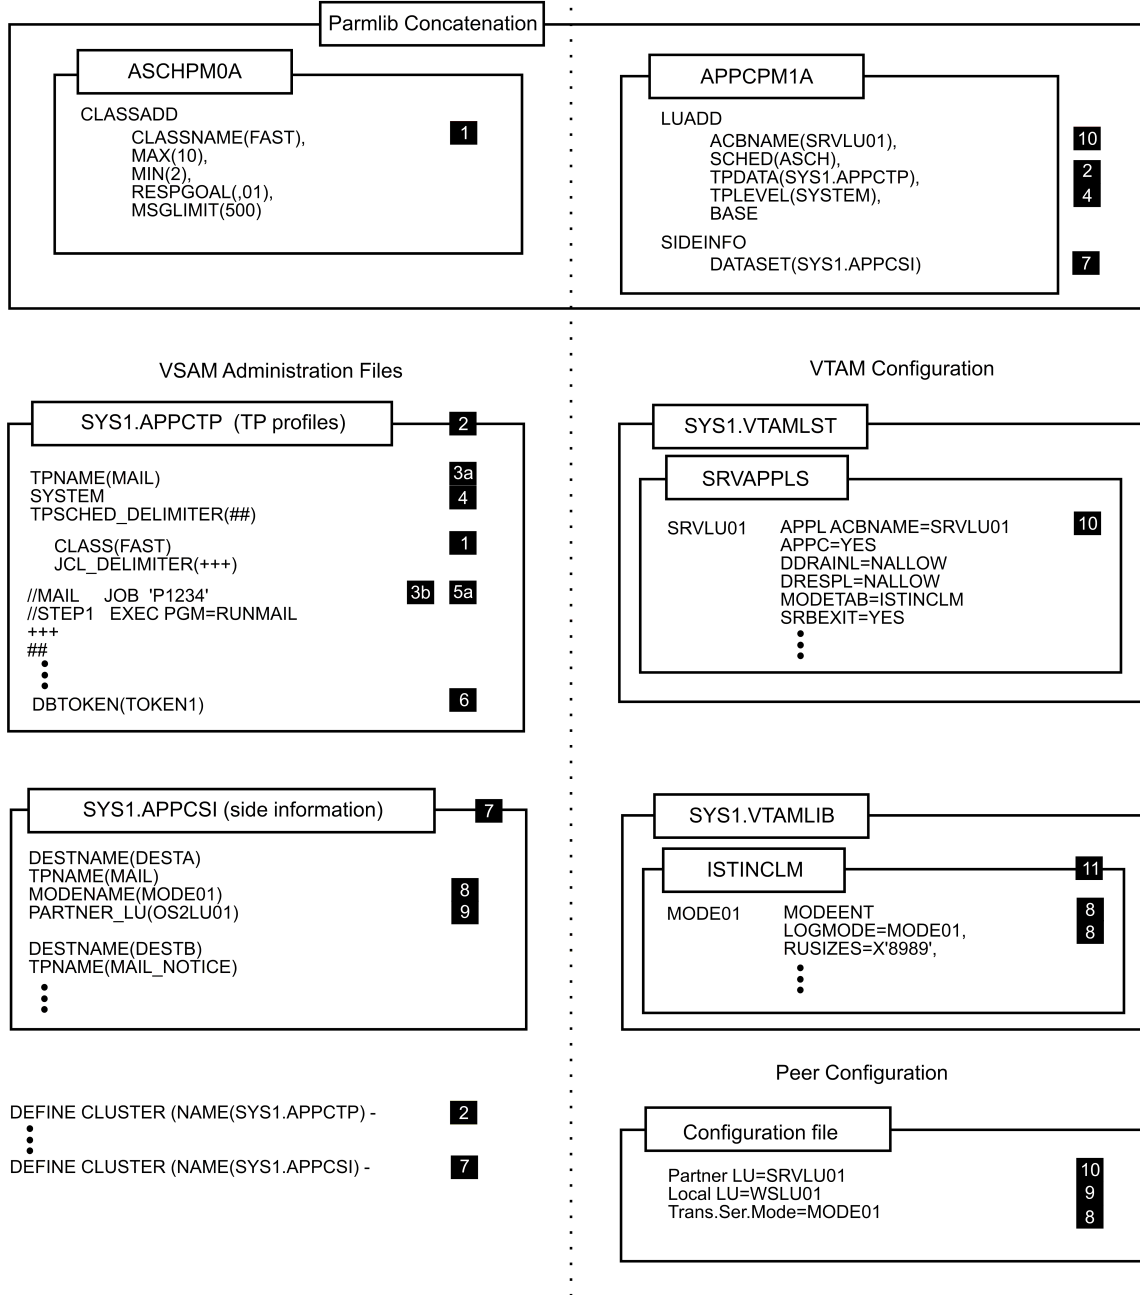 Parmlib Concatenation
ASCHPM0A
CLASSADD
CLASSNAME(FAST), 1
MAX(10),
MIN(2),
RESPGOAL(,01),
MSGLIMIT(500)
APPCPM1A
LUADD
ACBNAME(SRVLU01), 10
SCHED(ASCH),
TPDATA(SYS1.APPCTP), 2
TPLEVEL(SYSTEM), 4
BASE
SIDEINFO
DATASET(SYS1.APPCSI) 7
VSAM Administration Files
SYS1.APPCTP (TP profiles) 2
TPNAME(MAIL) 3a
SYSTEM 4
TPSCHED_DELIMITER(##)
CLASS(FAST) 1
JCL_DELIMITER(+++)
//MAIL JOB 'P1234' 3b 5a
//STEP1 EXEC PGM=RUNMAIL
+++
##
DBTOKEN(TOKEN1) 6
SYS1.APPCSI (side information) 7
DESTNAME(DESTA)
TPNAME(MAIL)
MODENAME(MODE01) 8
PARTNER_LU(OS2LU01) 9
DESTNAME(DESTB)
TPNAME(MAIL_NOTICE)
DEFINE CLUSTER (NAME(SYS1.APPCTP) - 2
DEFINE CLUSTER (NAME(SYS1.APPCSI) - 7
VTAM Configuration
SYS1.VTAMLST
SRVAPPLS
SRVLU01 APPL ACBNAME=SRVLU01 10
APPC=YES
DDRAINL=NALLOW
DRESPL=NALLOW
MODETAB=ISTINCLM
SRBEXIT=YES
SYS1.VTAMLIB
ISTINCLM 11
MODE01 MODEENT 8
LOGMODE=MODE01, 8
RUSIZES=X'8989',
Peer Configuration
Configuration file
Partner LU=SRVLU01 10
Local LU=WSLU01 9
Trans.Ser.Mode=MODE01 8